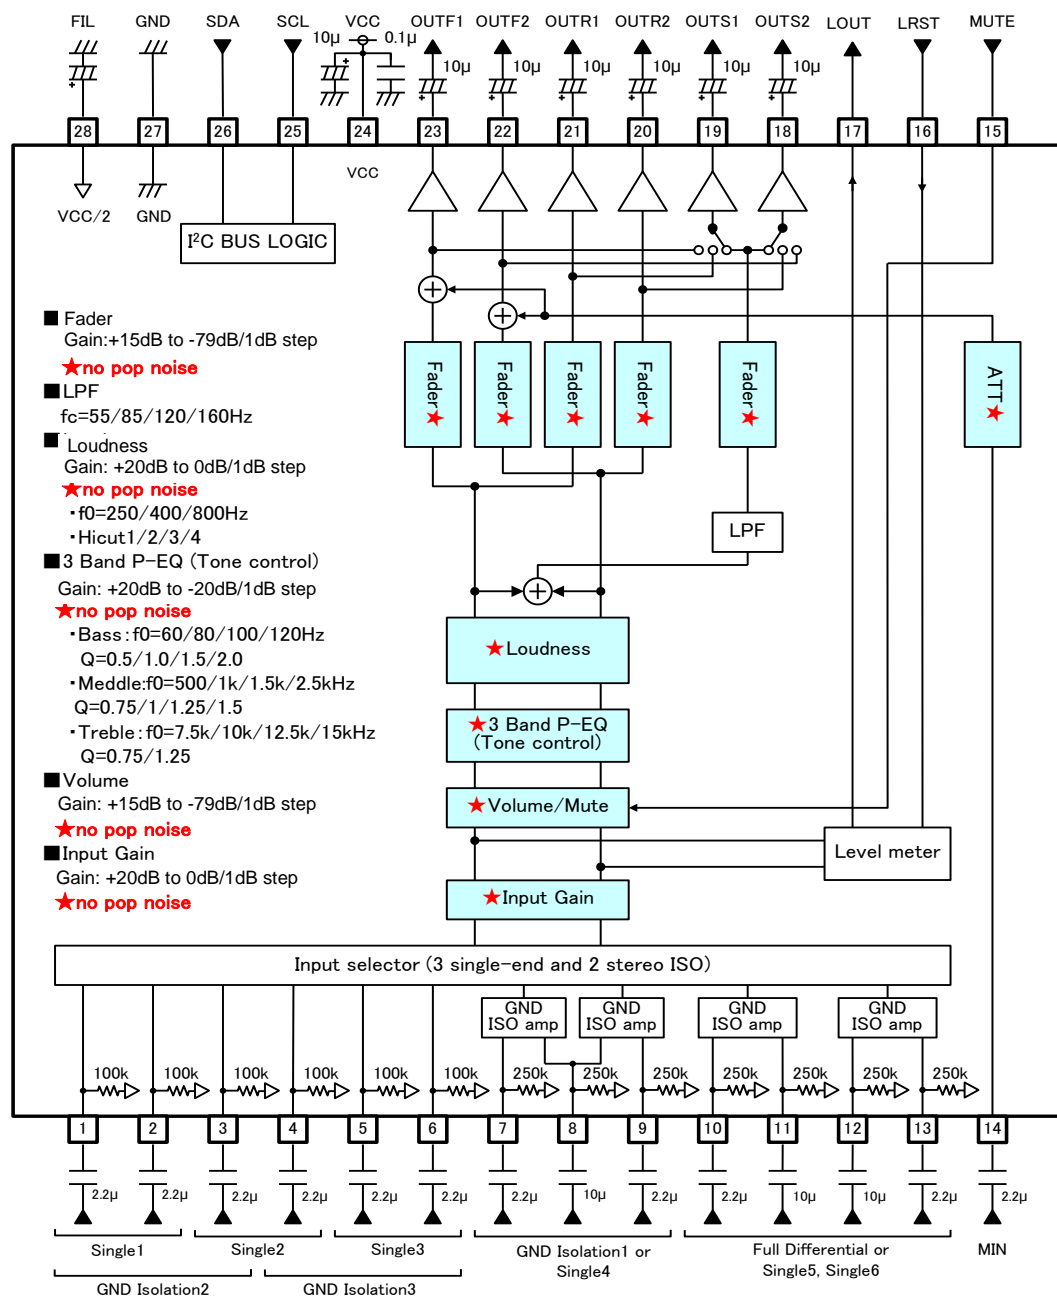 FIL GND SDA SCL VCC OUTF1 OUTF2 OUTR1 OUTR2 OUTS1 OUTS2 LOUT LRST MUTE
10μ 0.1μ
10μ 10μ 10μ 10μ 10μ 10μ
28 27 26 25 24 23 22 21 20 19 18 17 16 15
VCC
VCC/2 GND
I²C BUS LOGIC
■ Fader
Gain:+15dB to -79dB/1dB step
★no pop noise
■LPF
fc=55/85/120/160Hz
■ Loudness
Gain: +20dB to 0dB/1dB step
★no pop noise
・f0=250/400/800Hz
・Hicut1/2/3/4
■3 Band P-EQ (Tone control)
Gain: +20dB to -20dB/1dB step
★no pop noise
・Bass:f0=60/80/100/120Hz
Q=0.5/1.0/1.5/2.0
・Meddle:f0=500/1k/1.5k/2.5kHz
Q=0.75/1/1.25/1.5
・Treble:f0=7.5k/10k/12.5k/15kHz
Q=0.75/1.25
■Volume
Gain: +15dB to -79dB/1dB step
★no pop noise
■Input Gain
Gain: +20dB to 0dB/1dB step
★no pop noise
Fader★ Fader★ Fader★ Fader★ Fader★ ATT★
LPF
★Loudness
★3 Band P-EQ
(Tone control)
★Volume/Mute
Level meter
★Input Gain
Input selector (3 single-end and 2 stereo ISO)
GND
ISO amp
GND
ISO amp
GND
ISO amp
GND
ISO amp
100k 100k 100k 100k 100k 100k 250k 250k 250k 250k 250k 250k 250k
1 2 3 4 5 6 7 8 9 10 11 12 13 14
2.2μ 2.2μ 2.2μ 2.2μ 2.2μ 2.2μ 2.2μ 10μ 2.2μ 2.2μ 10μ 10μ 2.2μ 2.2μ
Single1
Single2
Single3
GND Isolation1 or
Single4
Full Differential or
Single5, Single6
MIN
GND Isolation2
GND Isolation3